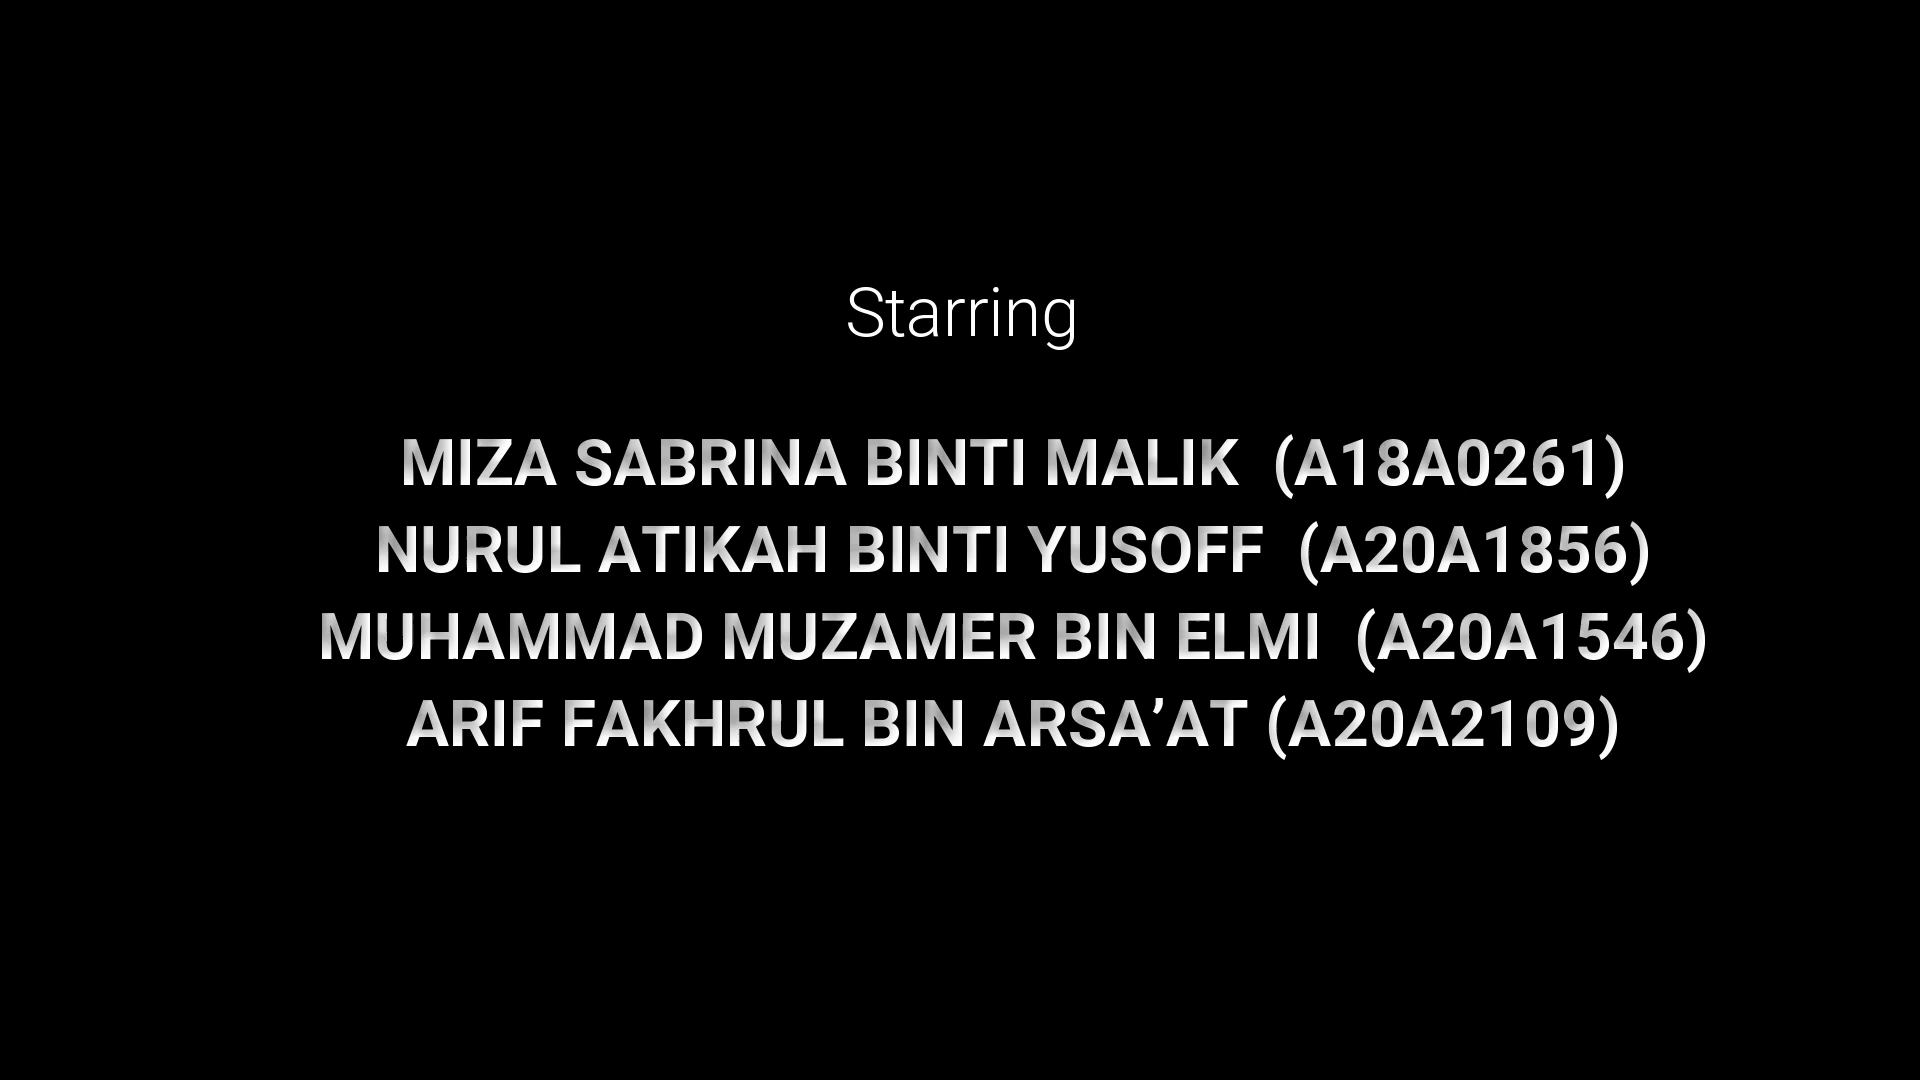 Starring
MIZA SABRINA BINTI MALIK (A18A0261)
NURUL ATIKAH BINTI YUSOFF (A20A1856)
MUHAMMAD MUZAMER BIN ELMI (A20A1546)
ARIF FAKHRUL BIN ARSA’AT (A20A2109)